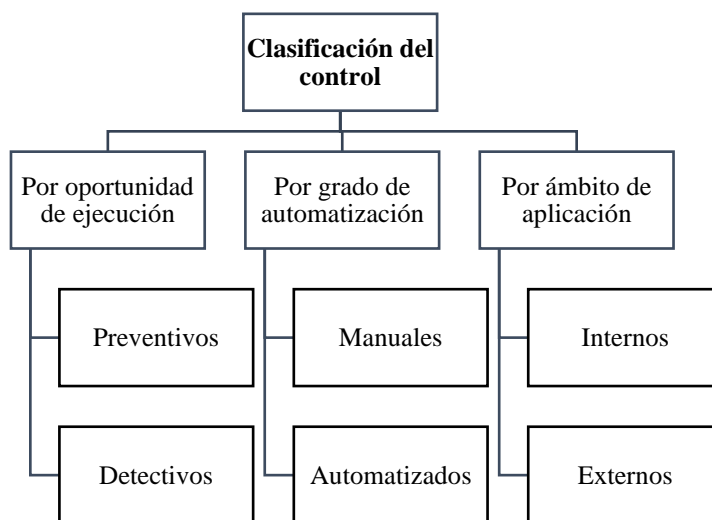 Clasificación del
control
Por oportunidad
de ejecución
Preventivos
Detectivos
Por grado de
automatización
Manuales
Automatizados
Por ámbito de
aplicación
Internos
Externos